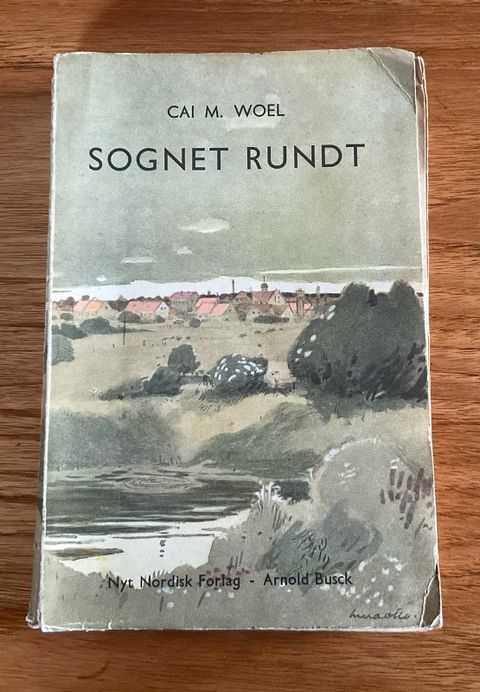 CAI M. WOEL
SOGNET RUNDT
Nyt Nordisk Forlag - Arnold Busck